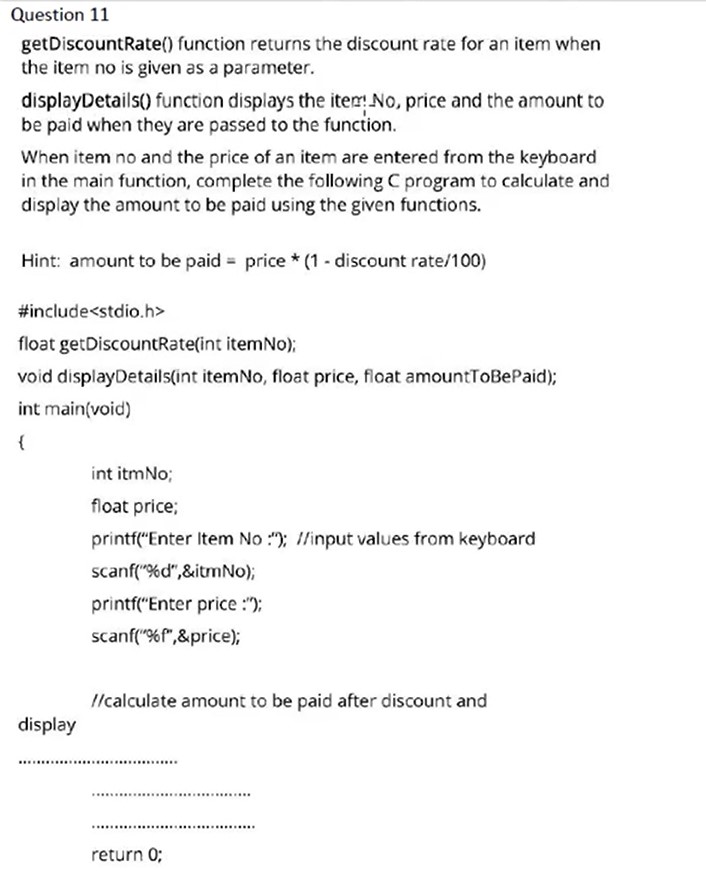 Question 11
getDiscountRate() function returns the discount rate for an item when
the item no is given as a parameter.
displayDetails() function displays the item No, price and the amount to
be paid when they are passed to the function.
When item no and the price of an item are entered from the keyboard
in the main function, complete the following C program to calculate and
display the amount to be paid using the given functions.
Hint: amount to be paid = price * (1 - discount rate/100)
#include<stdio.h>
float getDiscountRate(int itemNo);
void displayDetails(int itemNo, float price, float amountToBePaid);
int main(void)
{
int itmNo;
float price;
printf("Enter Item No :"); //input values from keyboard
scanf("%d",&itmNo);
printf("Enter price :");
scanf("%f",&price);
//calculate amount to be paid after discount and
display
...................................
...................................
....................................
return 0;